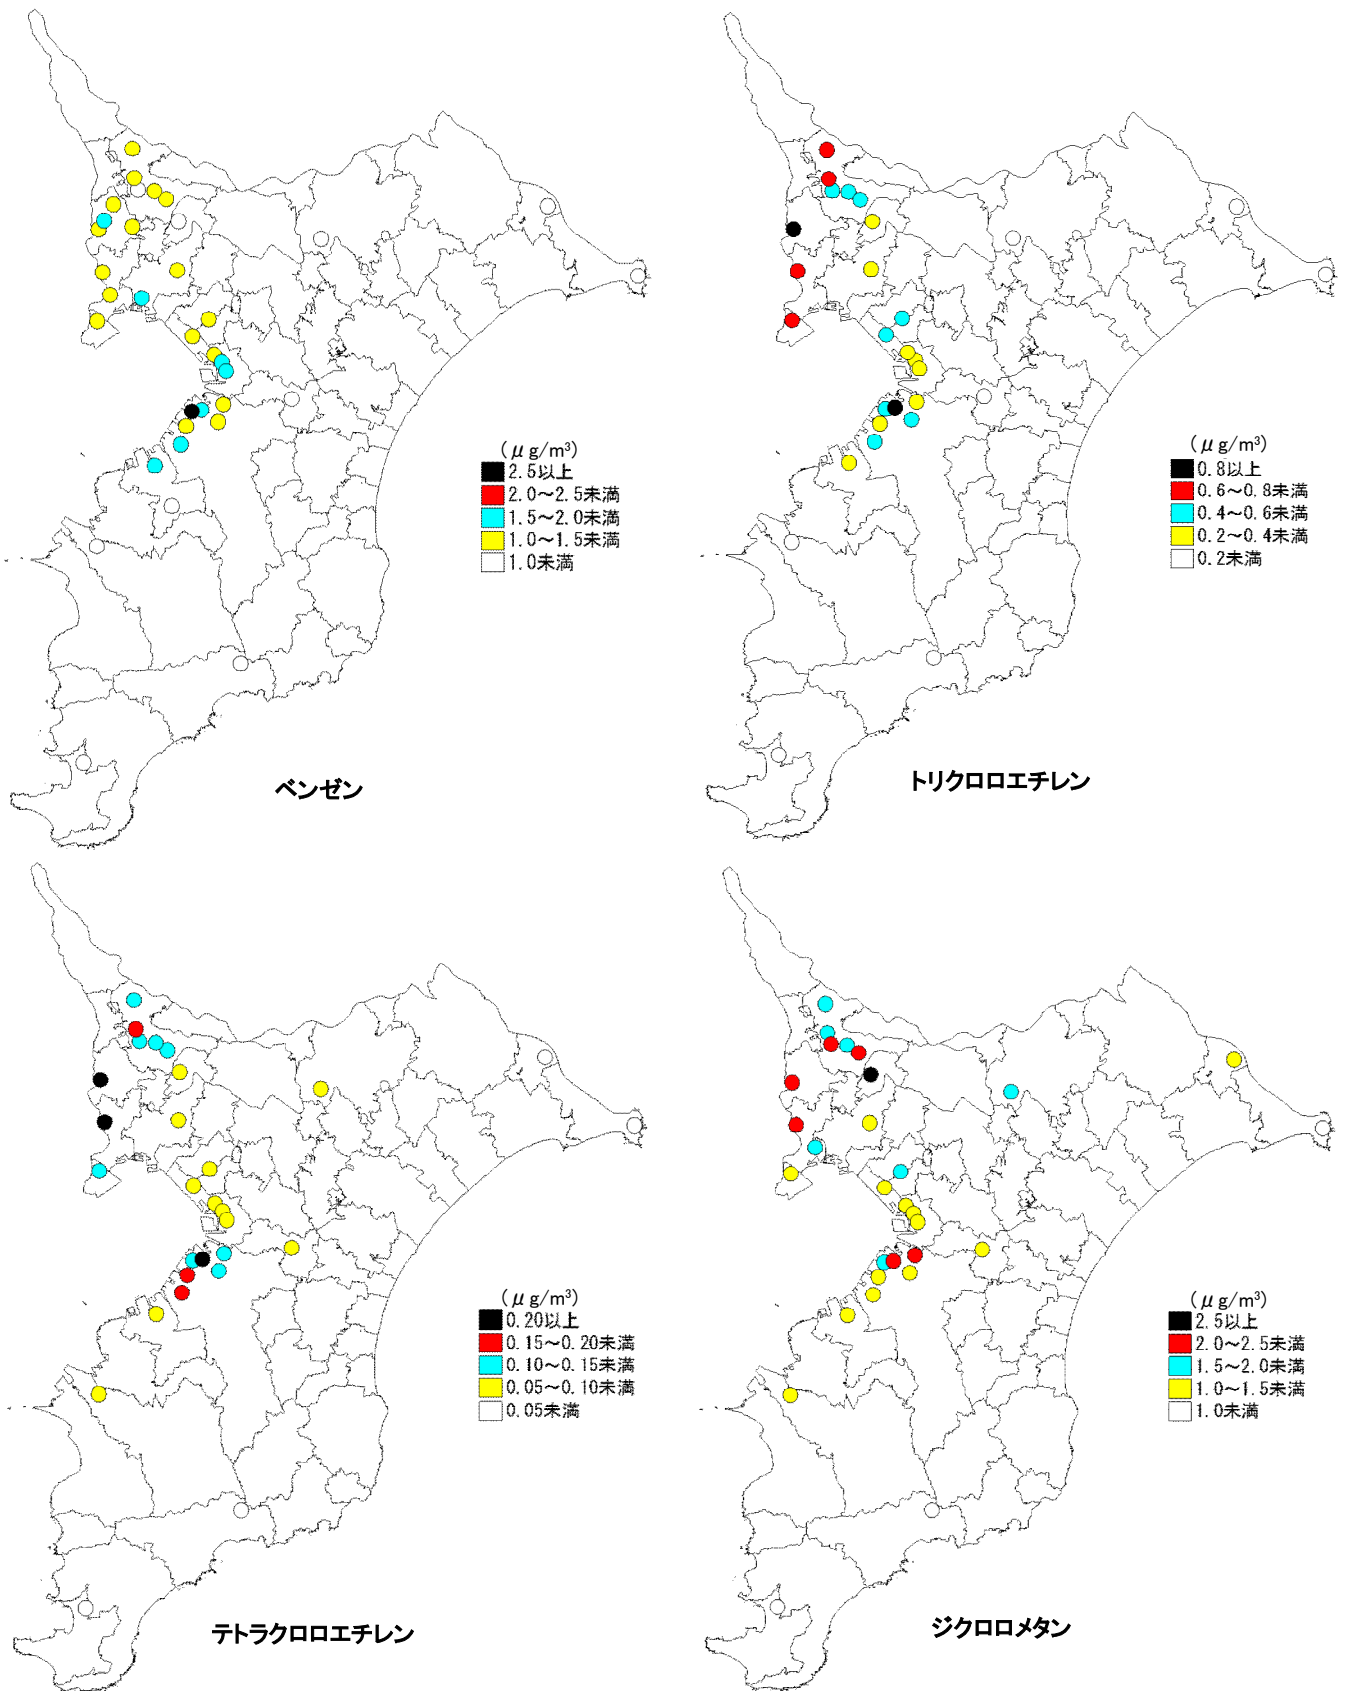 (μg/m³)
2.5以上
2.0～2.5未満
1.5～2.0未満
1.0～1.5未満
1.0未満
ベンゼン
(μg/m³)
0.8以上
0.6～0.8未満
0.4～0.6未満
0.2～0.4未満
0.2未満
トリクロロエチレン
(μg/m³)
0.20以上
0.15～0.20未満
0.10～0.15未満
0.05～0.10未満
0.05未満
テトラクロロエチレン
(μg/m³)
2.5以上
2.0～2.5未満
1.5～2.0未満
1.0～1.5未満
1.0未満
ジクロロメタン